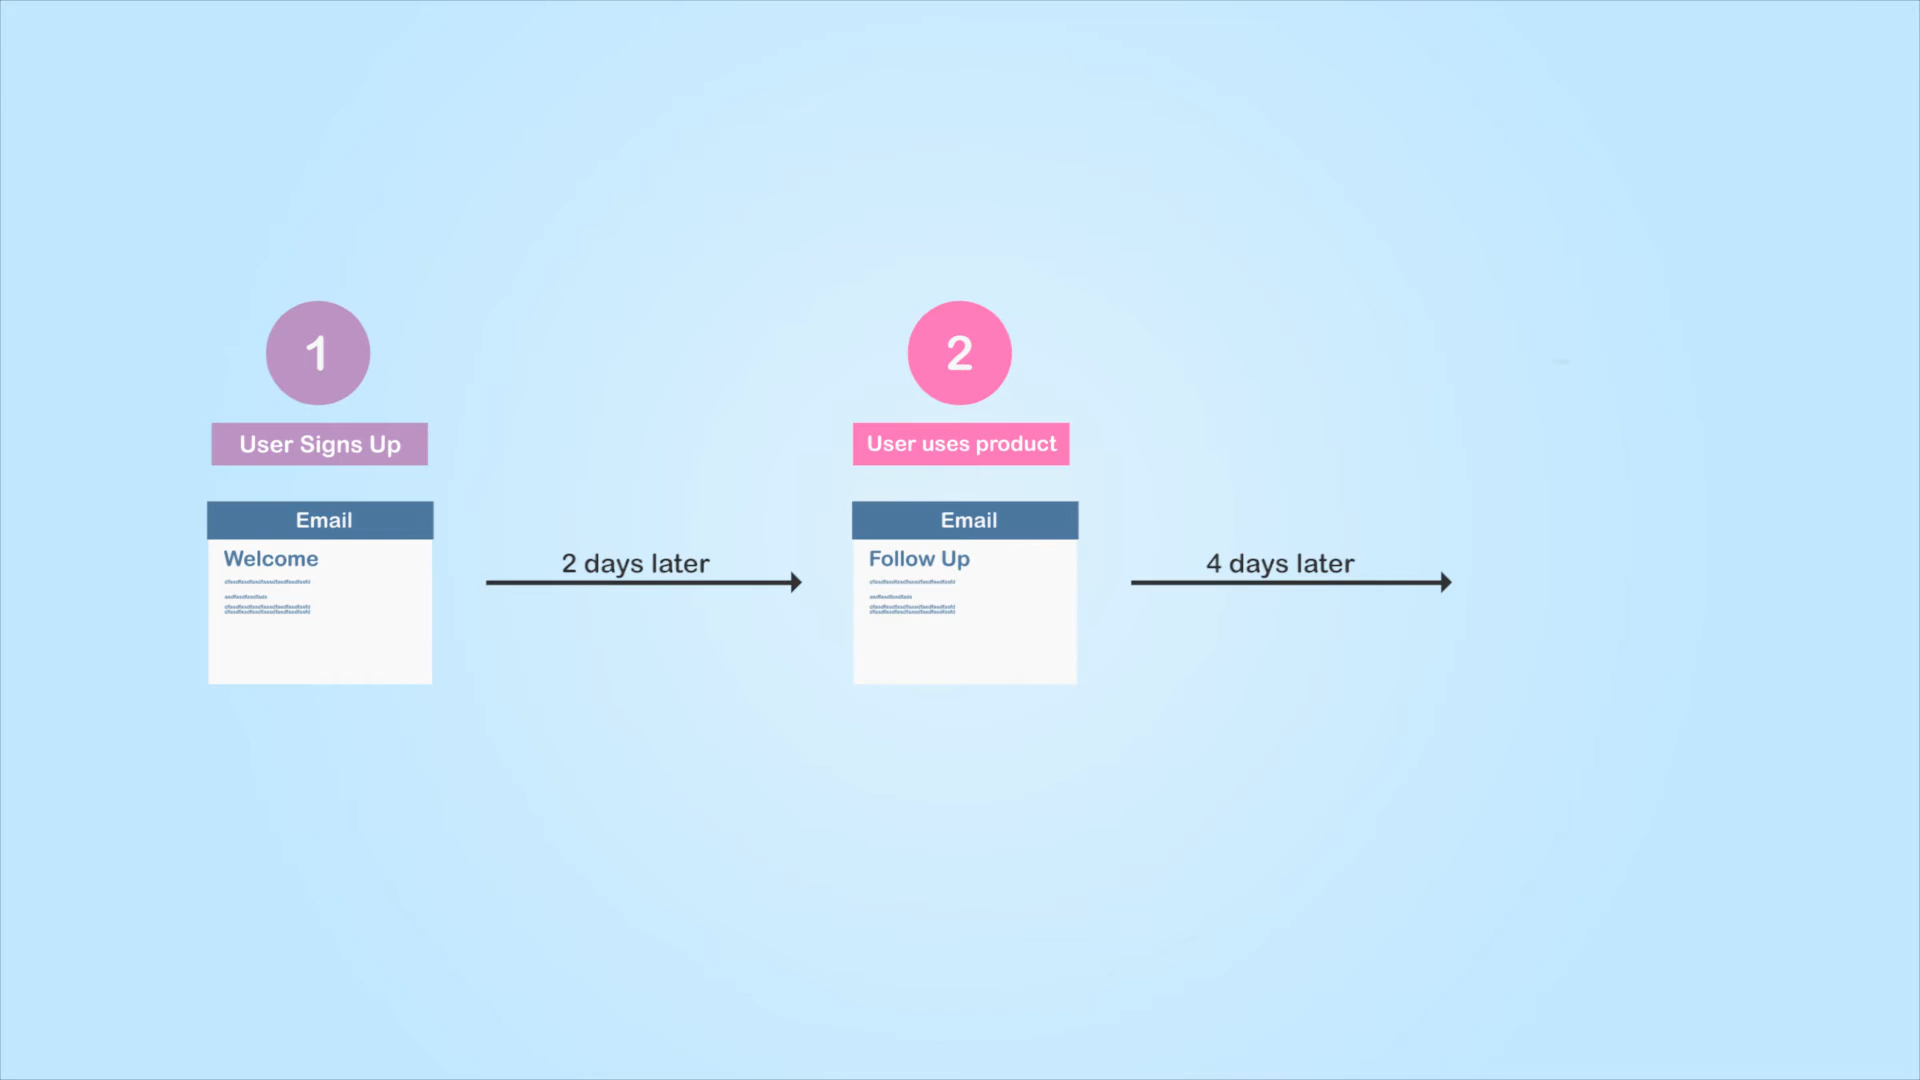 1
User Signs Up
Email
Welcome
2 days later
2
User uses product
Email
Follow Up
4 days later